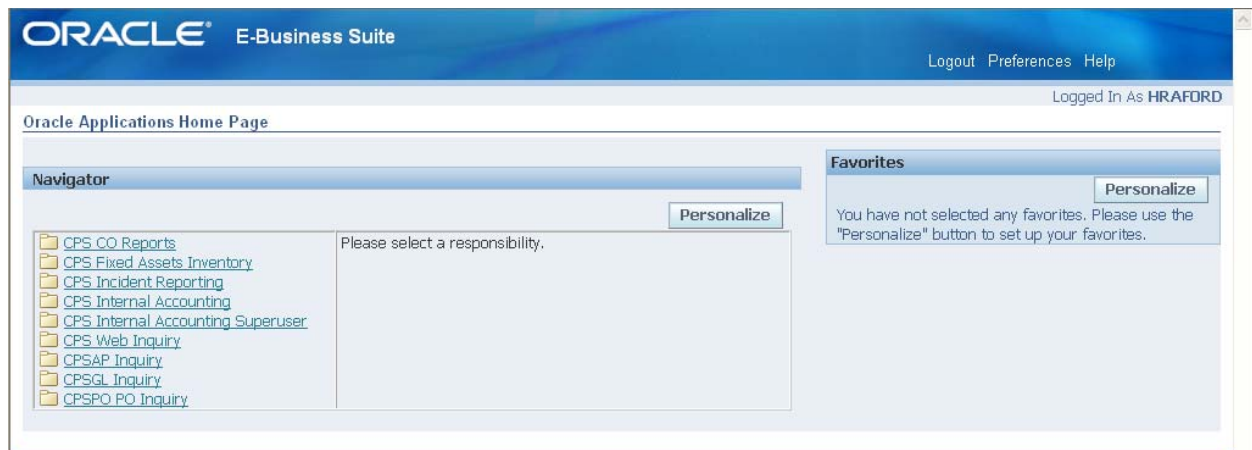 ORACLE® E-Business Suite
Logout Preferences Help
Logged In As HRAFORD
Oracle Applications Home Page
Navigator
Personalize
CPS CO Reports
CPS Fixed Assets Inventory
CPS Incident Reporting
CPS Internal Accounting
CPS Internal Accounting Superuser
CPS Web Inquiry
CPSAP Inquiry
CPSGL Inquiry
CPSPO PO Inquiry
Please select a responsibility.
Favorites
Personalize
You have not selected any favorites. Please use the
"Personalize" button to set up your favorites.